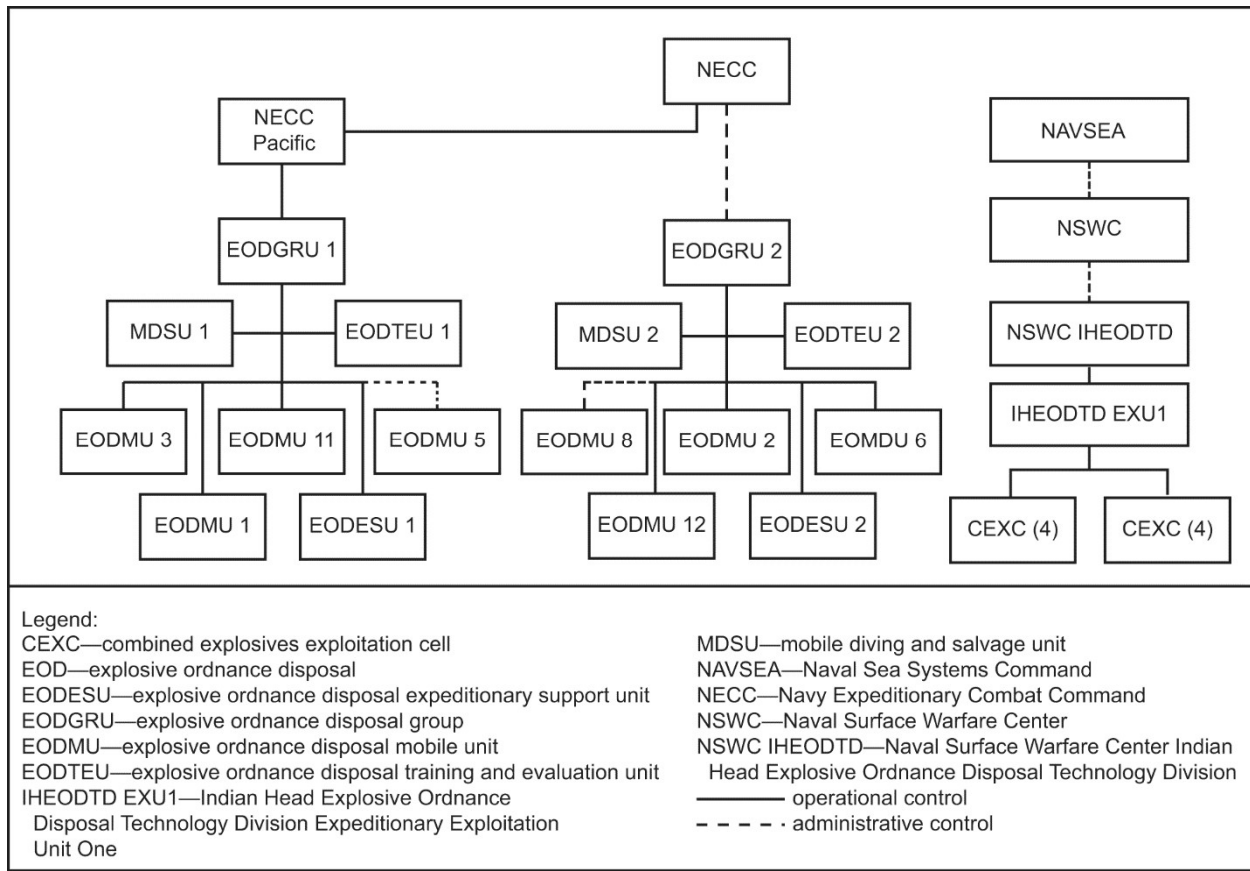 NECC
NECC
Pacific
NAVSEA
NSWC
EODGRU 1
EODGRU 2
MDSU 1
EODTEU 1
MDSU 2
EODTEU 2
NSWC IHEODTD
EODMU 3
EODMU 11
EODMU 5
EODMU 8
EODMU 2
EOMDU 6
IHEODTD EXU1
EODMU 1
EODESU 1
EODMU 12
EODESU 2
CEXC (4)
CEXC (4)
Legend:
CEXC—combined explosives exploitation cell
EOD—explosive ordnance disposal
EODESU—explosive ordnance disposal expeditionary support unit
EODGRU—explosive ordnance disposal group
EODMU—explosive ordnance disposal mobile unit
EODTEU—explosive ordnance disposal training and evaluation unit
IHEODTD EXU1—Indian Head Explosive Ordnance
Disposal Technology Division Expeditionary Exploitation
Unit One
MDSU—mobile diving and salvage unit
NAVSEA—Naval Sea Systems Command
NECC—Navy Expeditionary Combat Command
NSWC—Naval Surface Warfare Center
NSWC IHEODTD—Naval Surface Warfare Center Indian
Head Explosive Ordnance Disposal Technology Division
operational control
administrative control